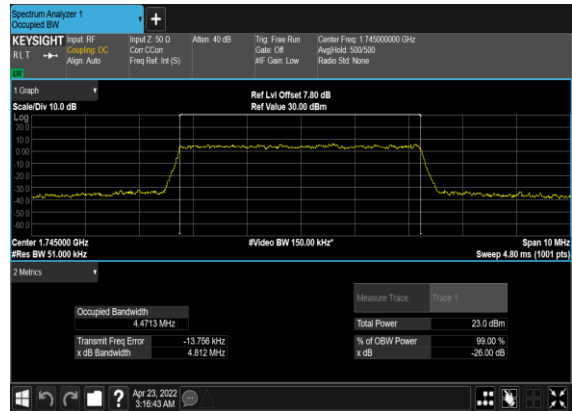 Spectrum Analyzer 1
Occupied BW
+
KEYSIGHT
RLT
Input: RF
Coupling: DC
Align: Auto
Input Z: 50 Ω
Corr CCorr
Freq Ref: Int (S)
Atten: 40 dB
Trig: Free Run
Gate: Off
#IF Gain: Low
Center Freq: 1.745000000 GHz
Avg|Hold: 500/500
Radio Std: None
1 Graph
Ref Lvl Offset 7.80 dB
Scale/Div 10.0 dB
Ref Value 30.00 dBm
Log
20.0
10.0
0.00
-10.0
-20.0
-30.0
-40.0
-50.0
-60.0
Center 1.745000 GHz
#Video BW 150.00 kHz*
Span 10 MHz
#Res BW 51.000 kHz
Sweep 4.80 ms (1001 pts)
2 Metrics
Measure Trace
Trace 1
Occupied Bandwidth
4.4713 MHz
Total Power
23.0 dBm
Transmit Freq Error
-13.756 kHz
% of OBW Power
99.00 %
x dB Bandwidth
4.812 MHz
x dB
-26.00 dB
?
Apr 23, 2022
3:16:43 AM